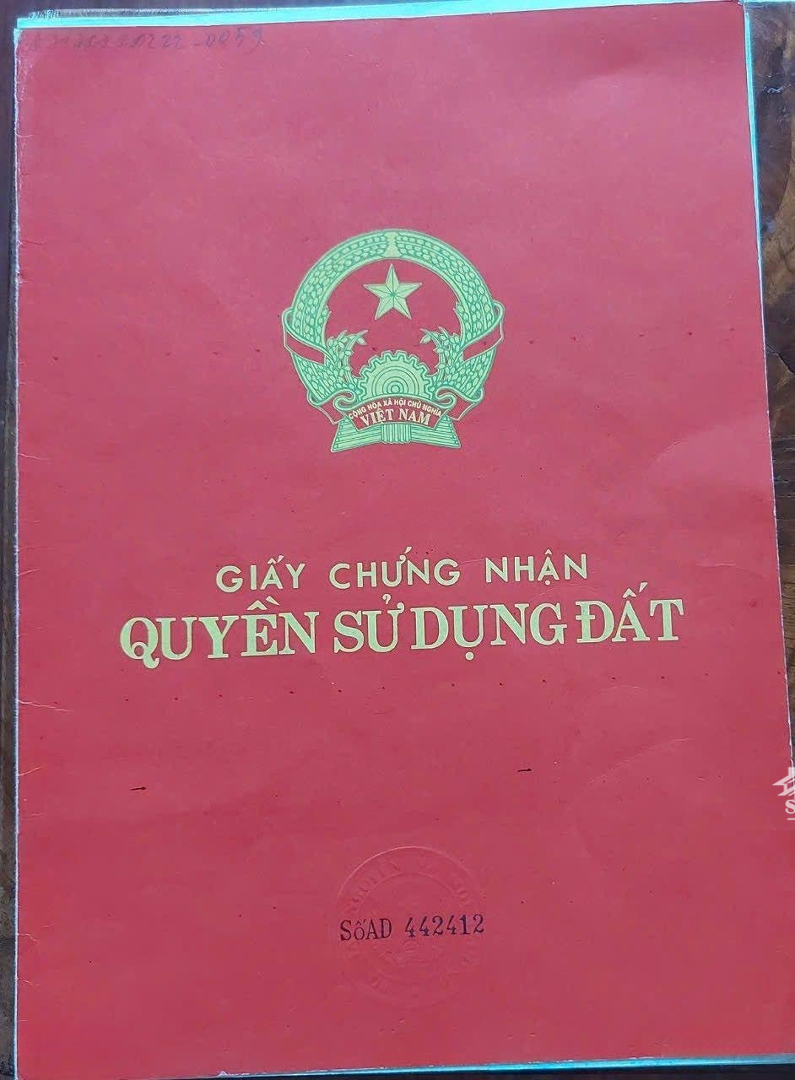 CỘNG HÒA XÃ HỘI CHỦ NGHĨA
VIỆT NAM
GIẤY CHỨNG NHẬN
QUYỀN SỬ DỤNG ĐẤT
SốAD 442412